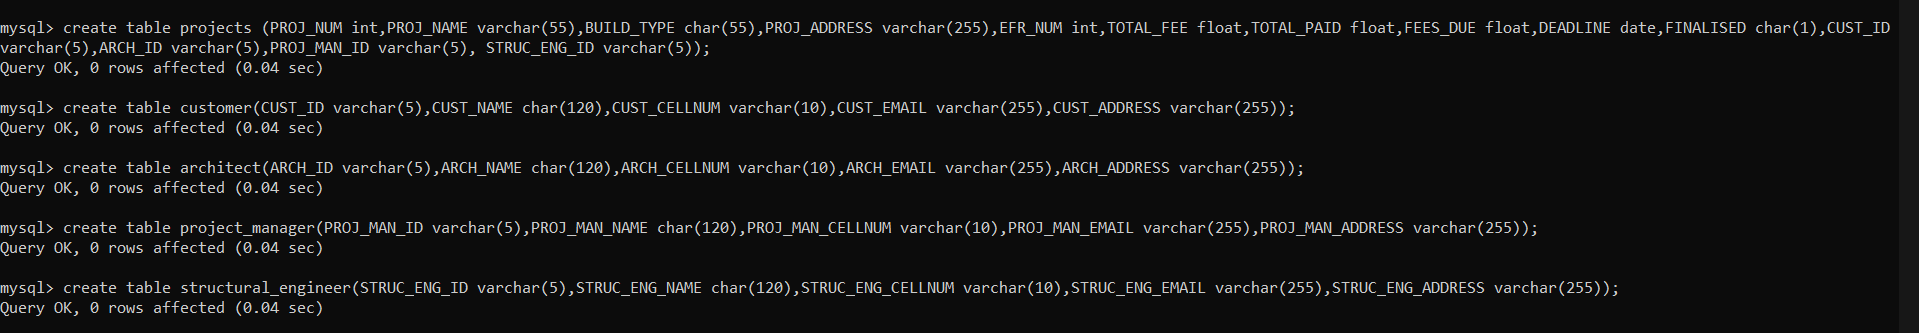 mysql> create table projects (PROJ_NUM int,PROJ_NAME varchar(55),BUILD_TYPE char(55),PROJ_ADDRESS varchar(255),EFR_NUM int,TOTAL_FEE float,TOTAL_PAID float,FEES_DUE float,DEADLINE date,FINALISED char(1),CUST_ID
varchar(5),ARCH_ID varchar(5),PROJ_MAN_ID varchar(5), STRUC_ENG_ID varchar(5));
Query OK, 0 rows affected (0.04 sec)
mysql> create table customer(CUST_ID varchar(5),CUST_NAME char(120),CUST_CELLNUM varchar(10),CUST_EMAIL varchar(255),CUST_ADDRESS varchar(255));
Query OK, 0 rows affected (0.04 sec)
mysql> create table architect(ARCH_ID varchar(5),ARCH_NAME char(120),ARCH_CELLNUM varchar(10),ARCH_EMAIL varchar(255),ARCH_ADDRESS varchar(255));
Query OK, 0 rows affected (0.04 sec)
mysql> create table project_manager(PROJ_MAN_ID varchar(5),PROJ_MAN_NAME char(120),PROJ_MAN_CELLNUM varchar(10),PROJ_MAN_EMAIL varchar(255),PROJ_MAN_ADDRESS varchar(255));
Query OK, 0 rows affected (0.04 sec)
mysql> create table structural_engineer(STRUC_ENG_ID varchar(5),STRUC_ENG_NAME char(120),STRUC_ENG_CELLNUM varchar(10),STRUC_ENG_EMAIL varchar(255),STRUC_ENG_ADDRESS varchar(255));
Query OK, 0 rows affected (0.04 sec)